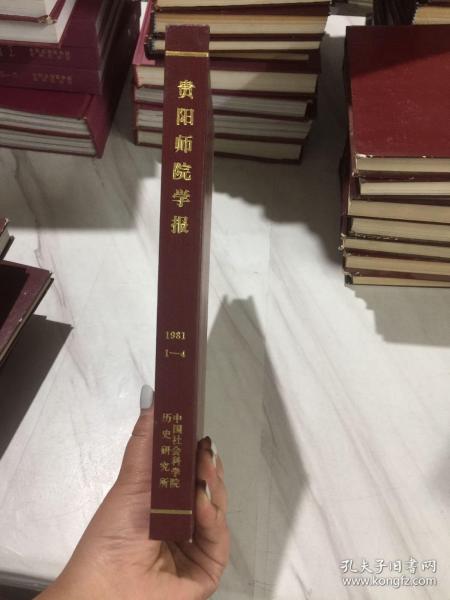 贵阳师院学报
1981
1—4
中国社会科学院
历史研究所
孔夫子旧书网
www.kongfz.com